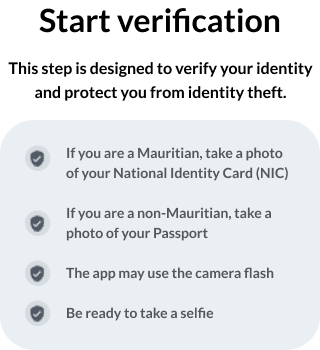 Start verification
This step is designed to verify your identity
and protect you from identity theft.
If you are a Mauritian, take a photo
of your National Identity Card (NIC)
If you are a non-Mauritian, take a
photo of your Passport
The app may use the camera flash
Be ready to take a selfie